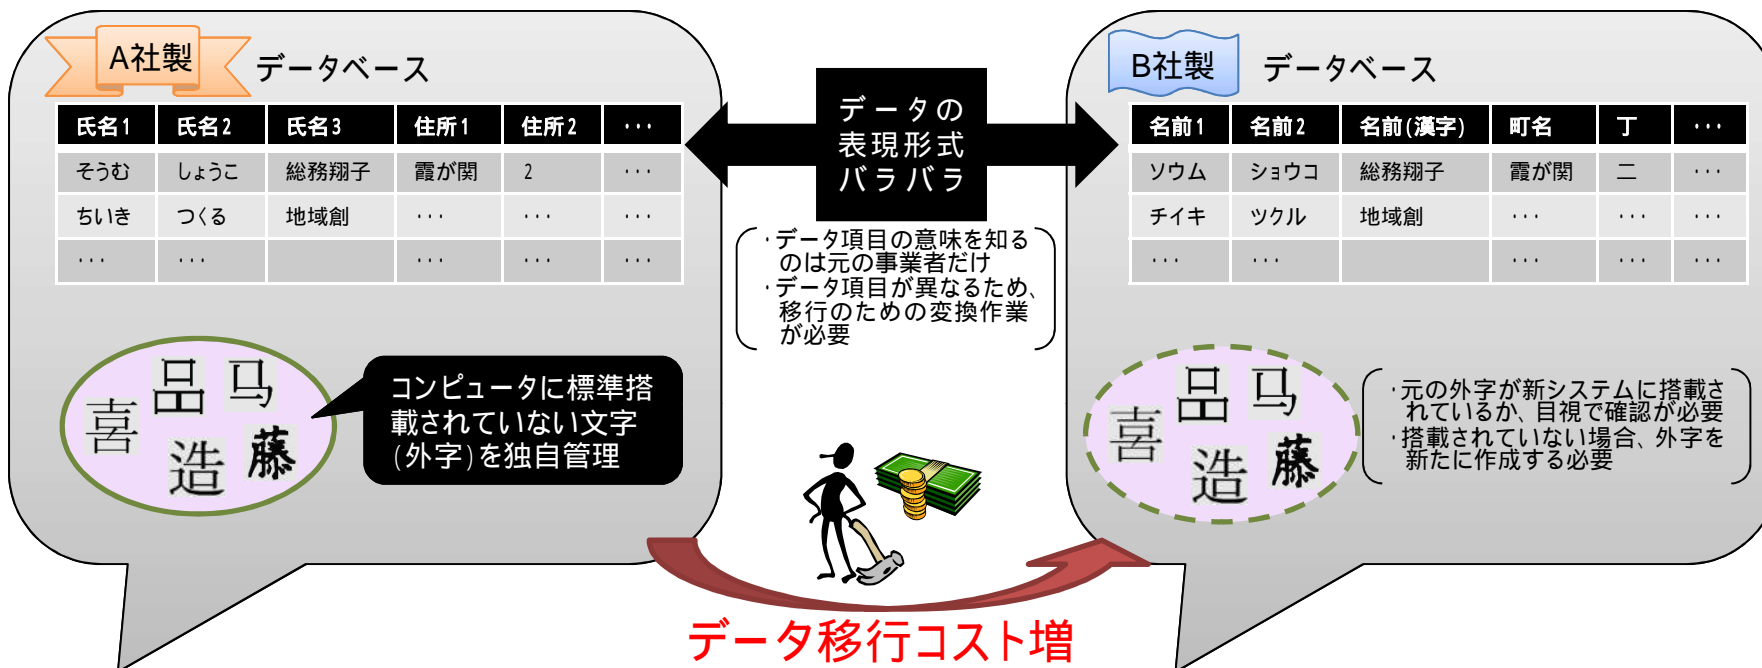 A社製
データベース
氏名1 氏名2 氏名3 住所1 住所2 ・・・
そうむ しょうこ 総務翔子 霞が関 2 ・・・
ちいき つくる 地域創 ・・・ ・・・ ・・・
・・・ ・・・ ・・・ ・・・ ・・・
喜 品 马
造 藤
コンピュータに標準搭
載されていない文字
(外字)を独自管理
データの
表現形式
バラバラ
・データ項目の意味を知る
のは元の事業者だけ
・データ項目が異なるため、
移行のための変換作業
が必要
B社製
データベース
名前1 名前2 名前(漢字) 町名 丁 ・・・
ソウム ショウコ 総務翔子 霞が関 二 ・・・
チイキ ツクル 地域創 ・・・ ・・・ ・・・
・・・ ・・・ ・・・ ・・・ ・・・
喜 品 马
造 藤
・元の外字が新システムに搭載さ
れているか、目視で確認が必要
・搭載されていない場合、外字を
新たに作成する必要
データ移行コスト増